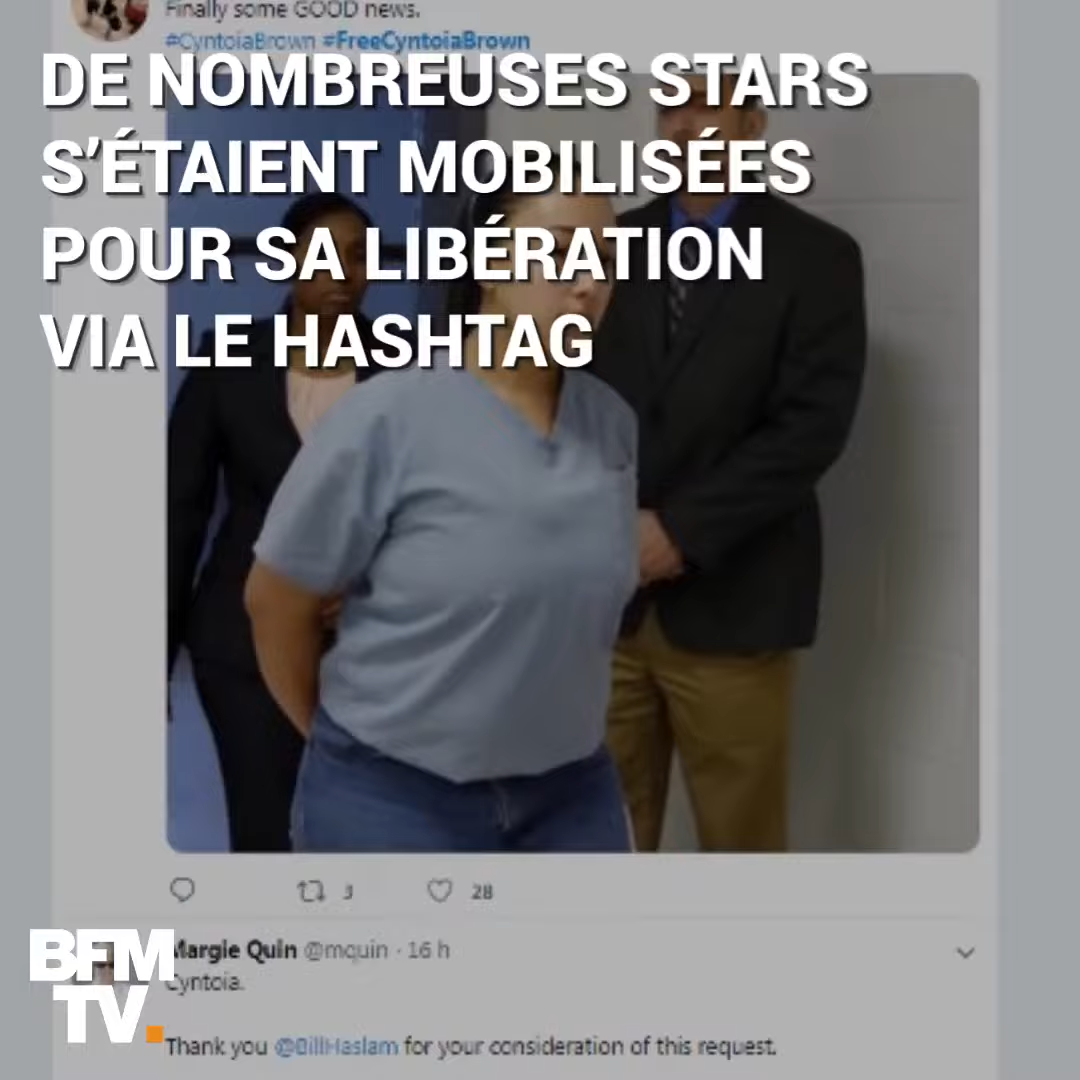 Finally some GOOD news.
#CyntoiaBrown #FreeCyntoiaBrown
DE NOMBREUSES STARS
S'ÉTAIENT MOBILISÉES
POUR SA LIBÉRATION
VIA LE HASHTAG
3 28
Margie Quin @mquin · 16 h
Cyntoia.
Thank you @BillHaslam for your consideration of this request.
BFM
TV.